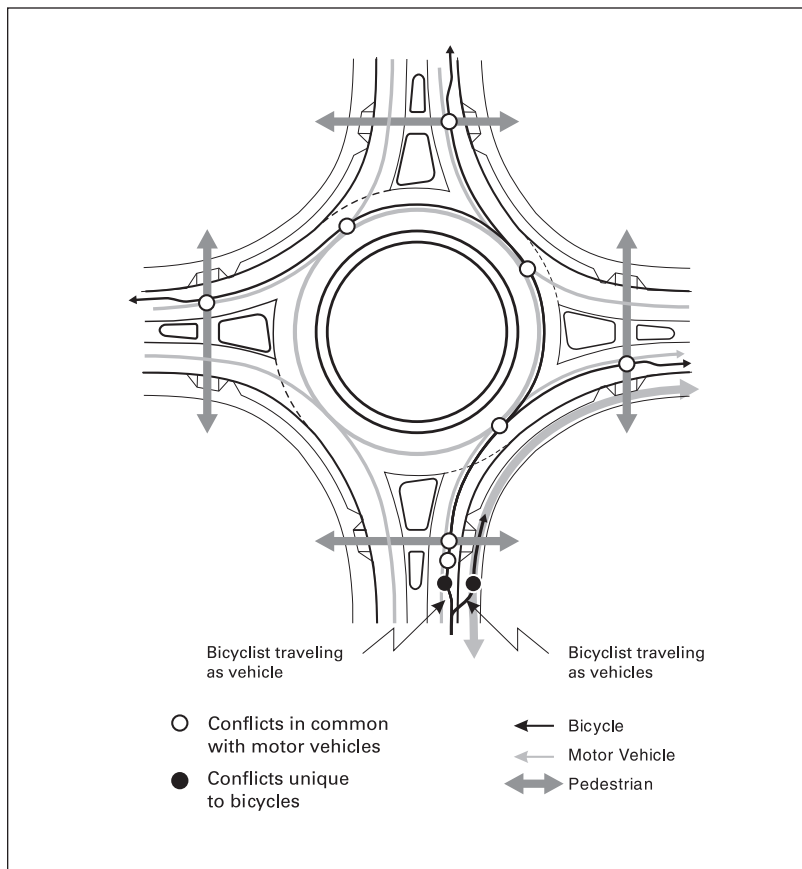 Bicyclist traveling
as vehicle
Bicyclist traveling
as vehicles
Conflicts in common
with motor vehicles
Conflicts unique
to bicycles
Bicycle
Motor Vehicle
Pedestrian